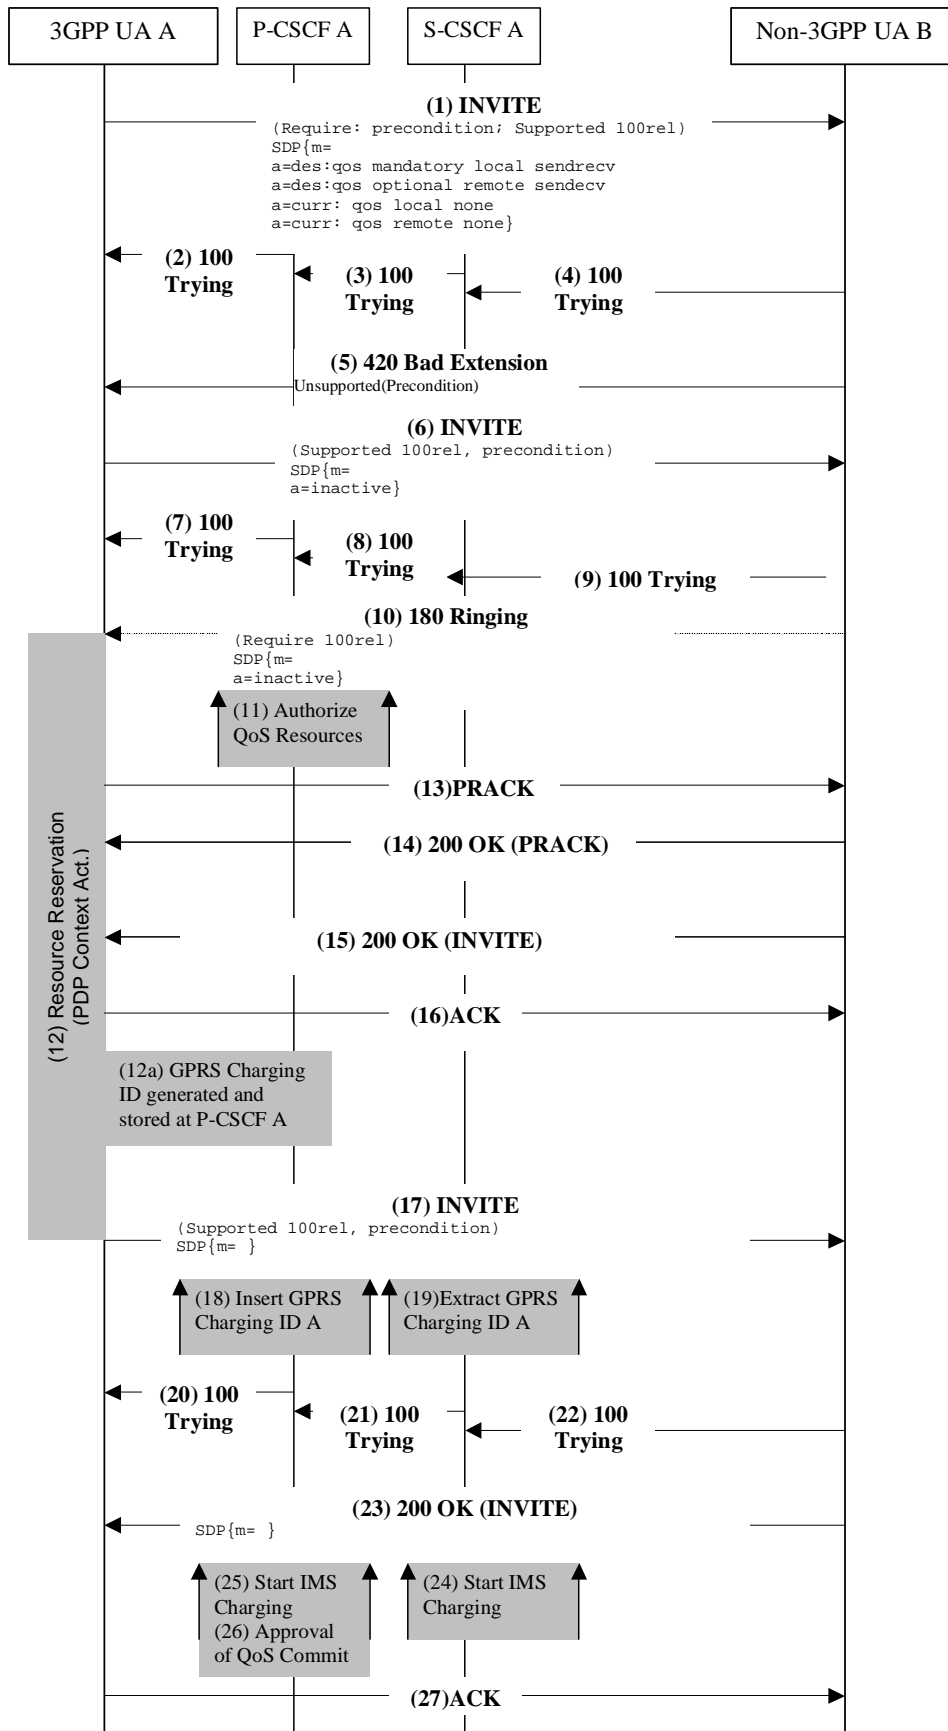 3GPP UA A
P-CSCF A
S-CSCF A
Non-3GPP UA B
(1) INVITE
(Require: precondition; Supported 100rel)
SDP{m=
a=des:qos mandatory local sendrecv
a=des:qos optional remote sendecv
a=curr: qos local none
a=curr: qos remote none}
(2) 100
Trying
(3) 100
Trying
(4) 100
Trying
(5) 420 Bad Extension
Unsupported(Precondition)
(6) INVITE
(Supported 100rel, precondition)
SDP{m=
a=inactive}
(7) 100
Trying
(8) 100
Trying
(9) 100 Trying
(10) 180 Ringing
(Require 100rel)
SDP{m=
a=inactive}
(11) Authorize
QoS Resources
(12) Resource Reservation
(PDP Context Act.)
(13)PRACK
(14) 200 OK (PRACK)
(15) 200 OK (INVITE)
(16)ACK
(12a) GPRS Charging
ID generated and
stored at P-CSCF A
(17) INVITE
(Supported 100rel, precondition)
SDP{m= }
(18) Insert GPRS
Charging ID A
(19)Extract GPRS
Charging ID A
(20) 100
Trying
(21) 100
Trying
(22) 100
Trying
(23) 200 OK (INVITE)
SDP{m= }
(25) Start IMS
Charging
(26) Approval
of QoS Commit
(24) Start IMS
Charging
(27)ACK